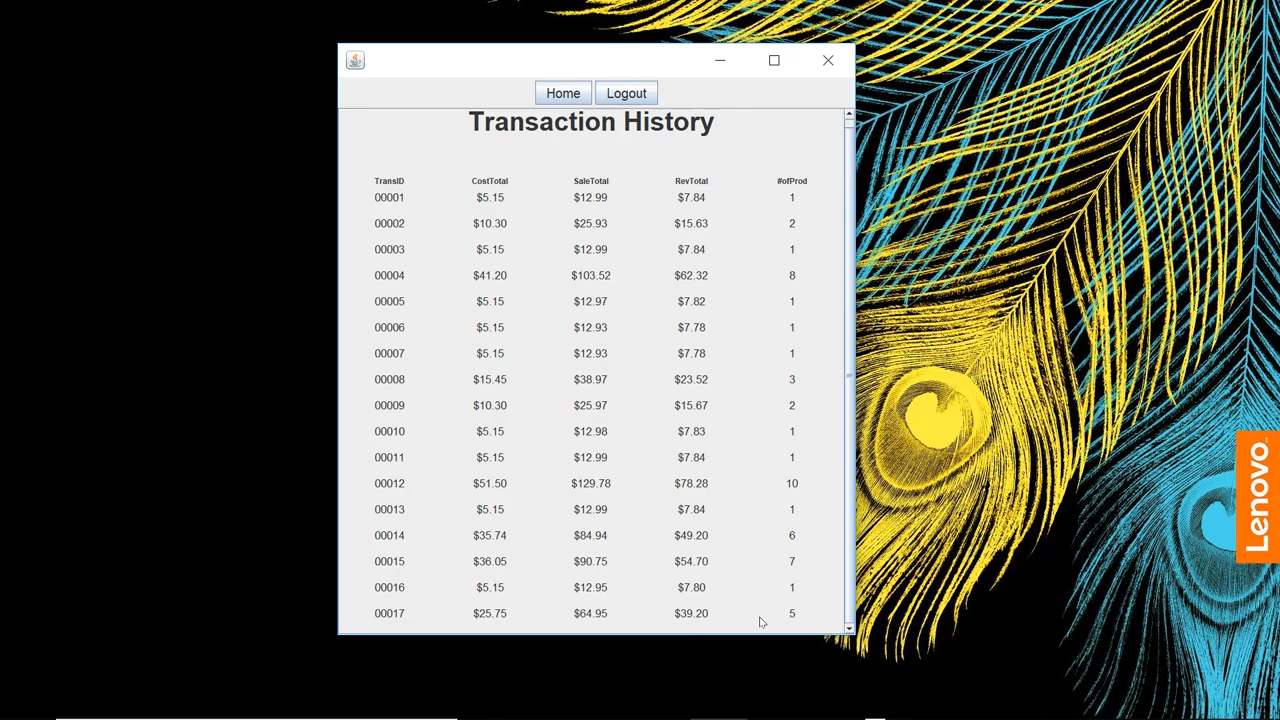 Home Logout
Transaction History
TransID CostTotal SaleTotal RevTotal #ofProd
00001 $5.15 $12.99 $7.84 1
00002 $10.30 $25.93 $15.63 2
00003 $5.15 $12.99 $7.84 1
00004 $41.20 $103.52 $62.32 8
00005 $5.15 $12.97 $7.82 1
00006 $5.15 $12.93 $7.78 1
00007 $5.15 $12.93 $7.78 1
00008 $15.45 $38.97 $23.52 3
00009 $10.30 $25.97 $15.67 2
00010 $5.15 $12.98 $7.83 1
00011 $5.15 $12.99 $7.84 1
00012 $51.50 $129.78 $78.28 10
00013 $5.15 $12.99 $7.84 1
00014 $35.74 $84.94 $49.20 6
00015 $36.05 $90.75 $54.70 7
00016 $5.15 $12.95 $7.80 1
00017 $25.75 $64.95 $39.20 5
Lenovo